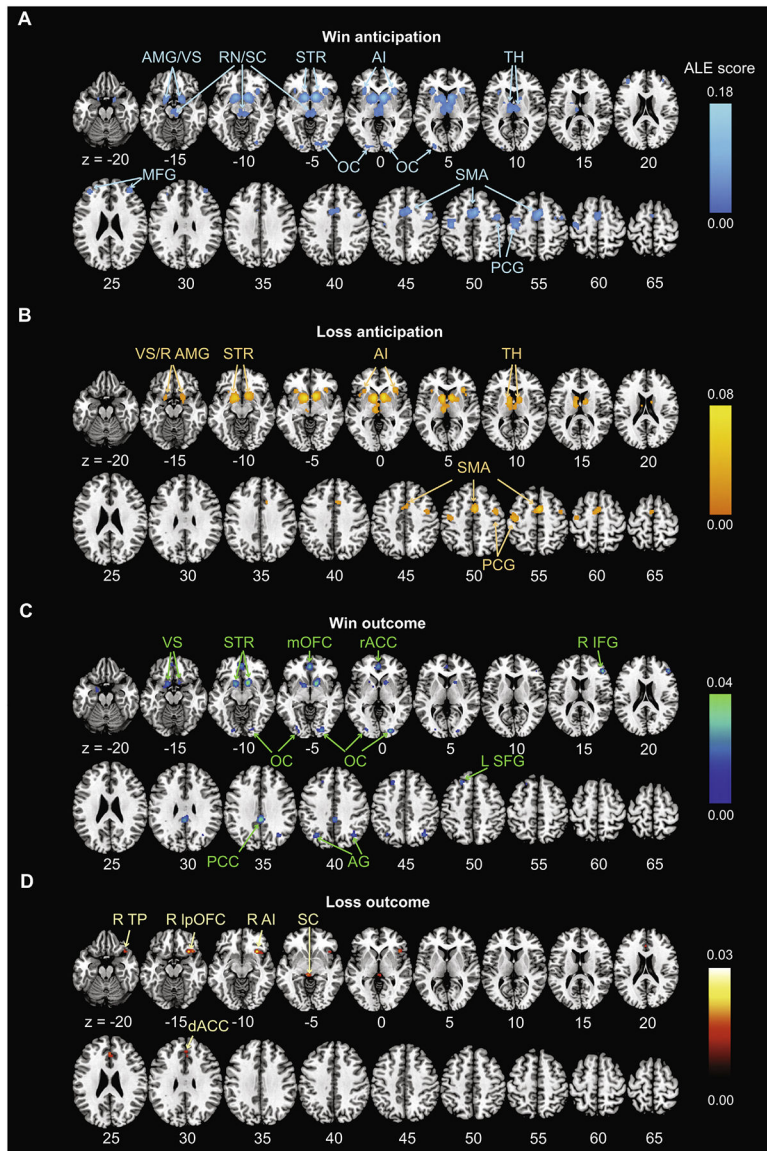 A
Win anticipation
AMG/VS RN/SC STR AI TH
ALE score
0.18
z = -20 -15 -10 -5 0 5 10 15 20
OC OC
MFG SMA
0.00
PCG
25 30 35 40 45 50 55 60 65
B
Loss anticipation
VS/R AMG STR AI TH
0.08
z = -20 -15 -10 -5 0 5 10 15 20
SMA
0.00
PCG
25 30 35 40 45 50 55 60 65
C
Win outcome
VS STR mOFC rACC R IFG
0.04
z = -20 -15 -10 -5 0 5 10 15 20
OC OC L SFG
0.00
PCC AG
25 30 35 40 45 50 55 60 65
D
Loss outcome
R TP R lpOFC R AI SC
0.03
z = -20 -15 -10 -5 0 5 10 15 20
dACC
0.00
25 30 35 40 45 50 55 60 65